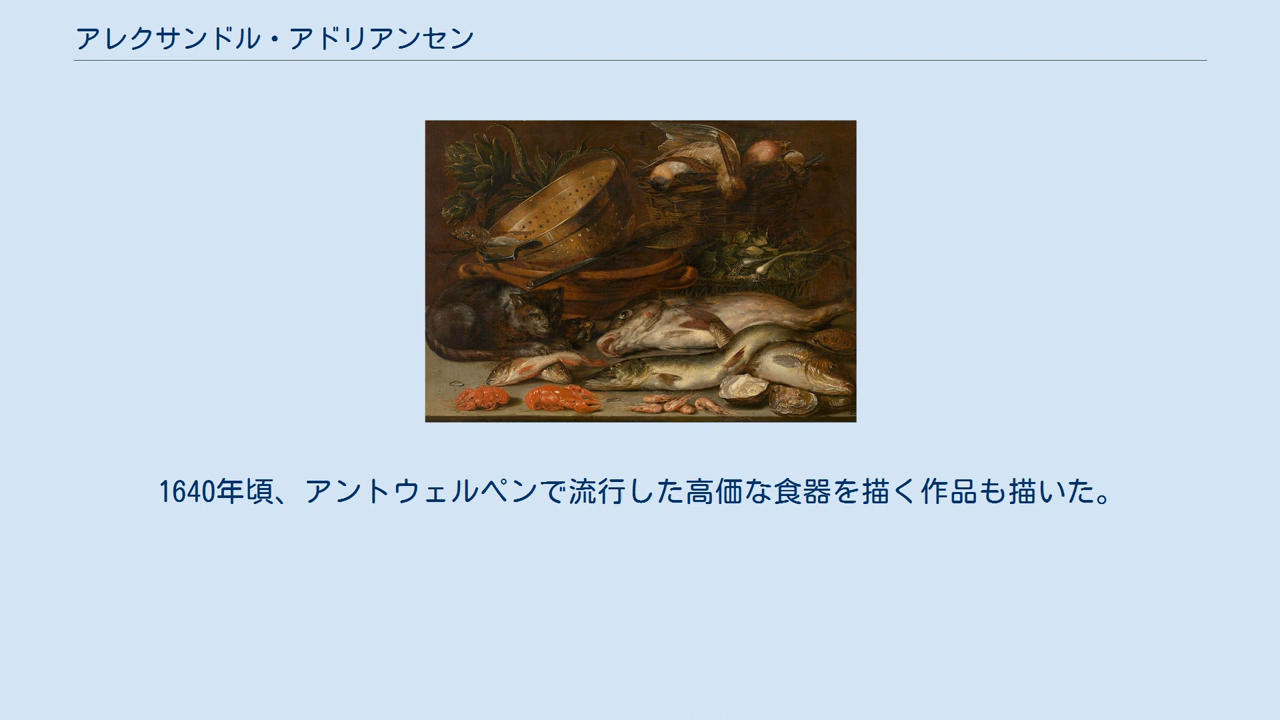 アレクサンドル・アドリアンセン
1640年頃、アントウェルペンで流行した高価な食器を描く作品も描いた。